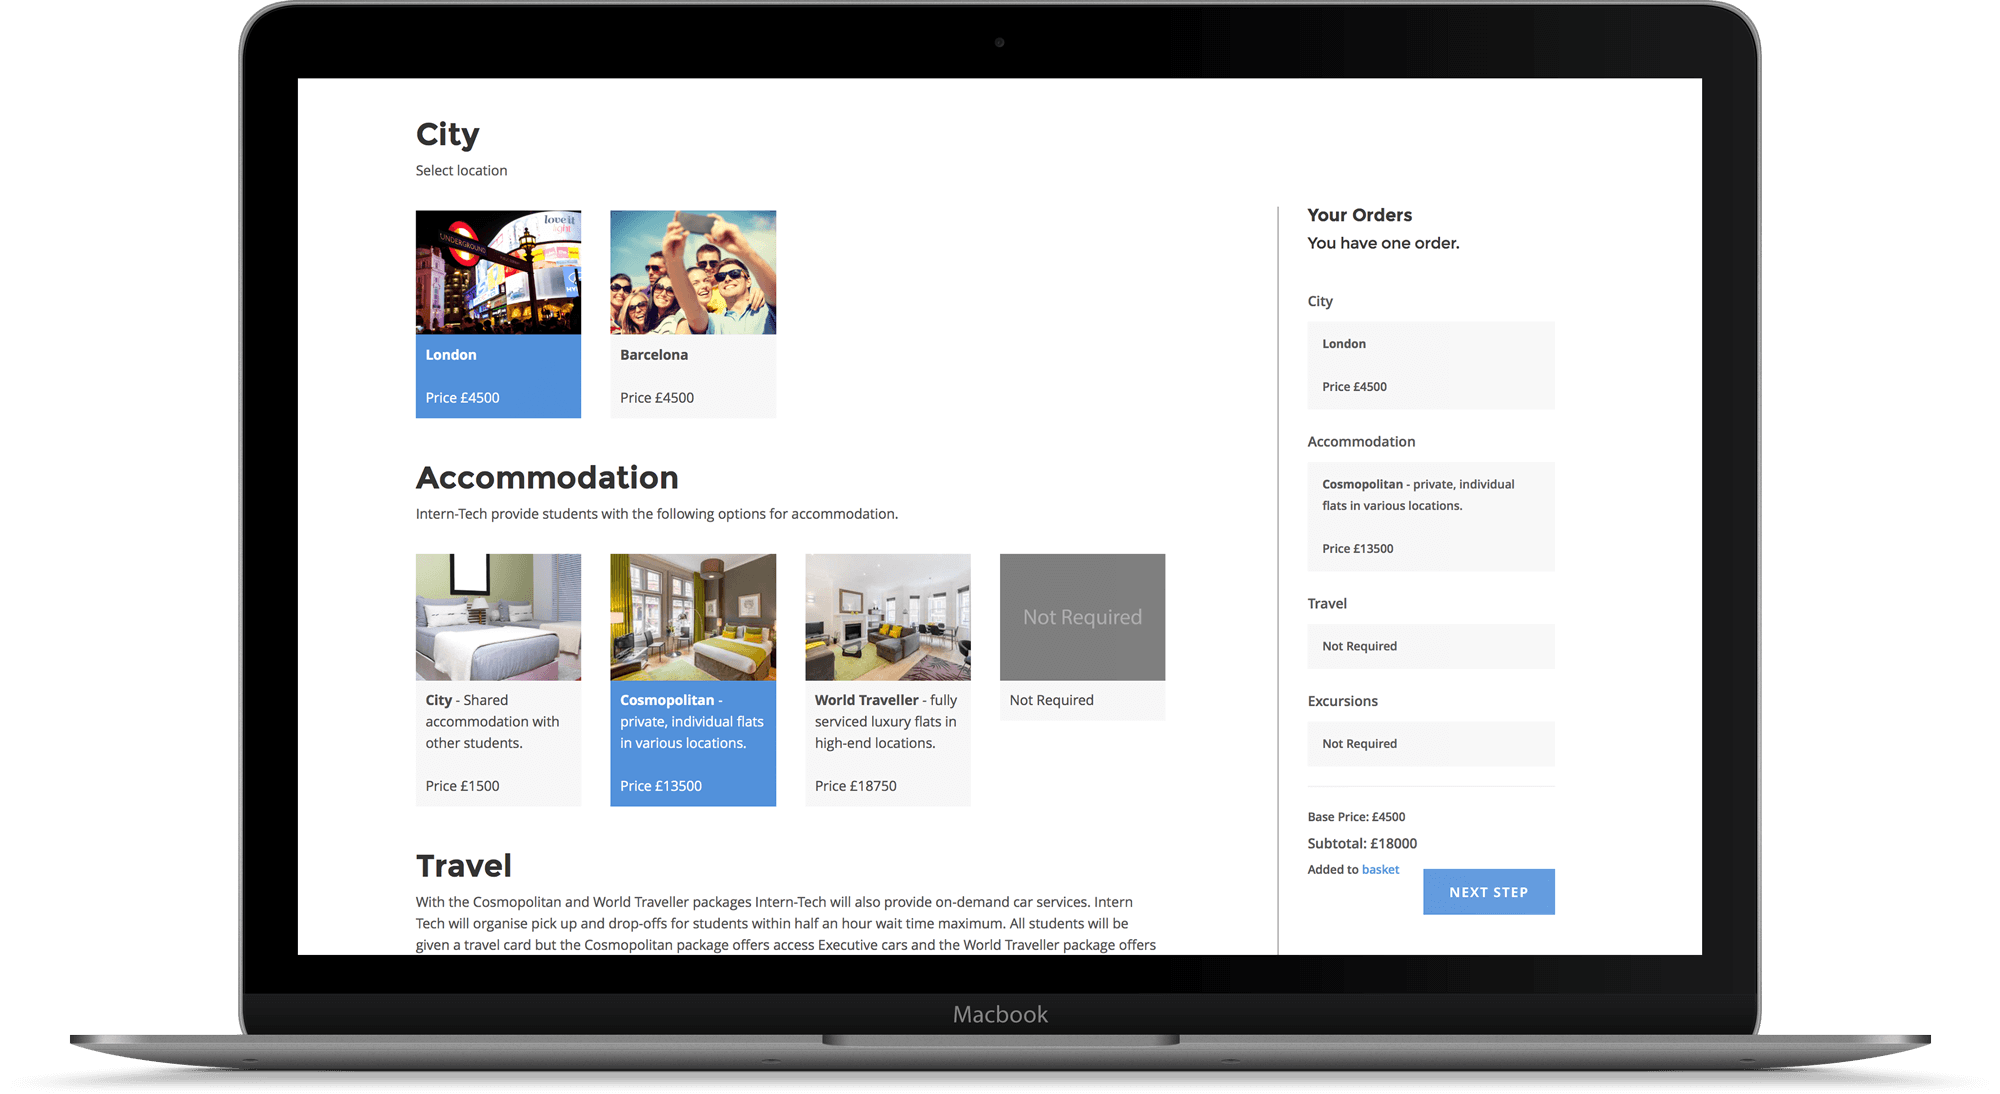 City
Select location
love it
light
UNDERGROUND
London
Price £4500
Barcelona
Price £4500
Accommodation
Intern-Tech provide students with the following options for accommodation.
Not Required
City - Shared
accommodation with
other students.
Price £1500
Cosmopolitan -
private, individual flats
in various locations.
Price £13500
World Traveller - fully
serviced luxury flats in
high-end locations.
Price £18750
Not Required
Travel
With the Cosmopolitan and World Traveller packages Intern-Tech will also provide on-demand car services. Intern
Tech will organise pick up and drop-offs for students within half an hour wait time maximum. All students will be
given a travel card but the Cosmopolitan package offers access Executive cars and the World Traveller package offers
Your Orders
You have one order.
City
London
Price £4500
Accommodation
Cosmopolitan - private, individual
flats in various locations.
Price £13500
Travel
Not Required
Excursions
Not Required
Base Price: £4500
Subtotal: £18000
Added to basket
NEXT STEP
Macbook